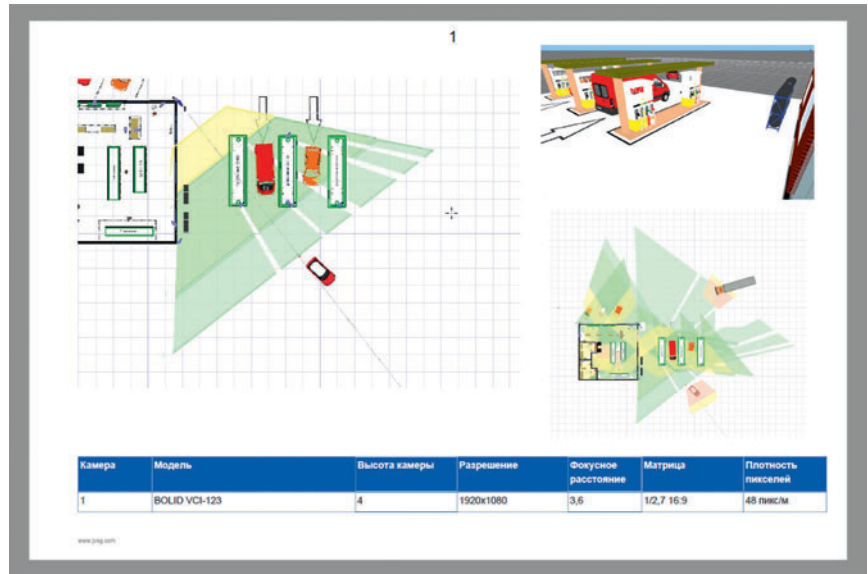 1
Камера Модель Высота камеры Разрешение Фокусное расстояние Матрица Плотность пикселей
1 BOLID VCI-123 4 1920x1080 3,6 1/2,7 16:9 48 пикс/м